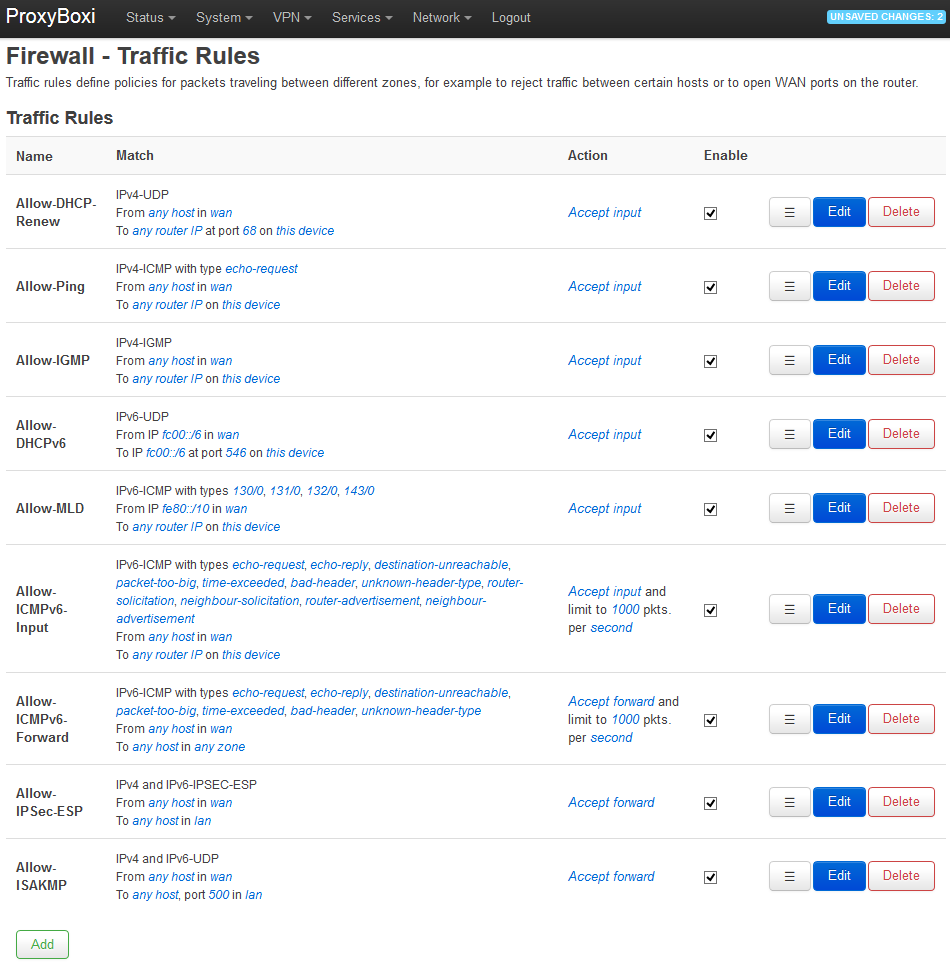 ProxyBoxi Status System VPN Services Network Logout UNSAVED CHANGES: 2
Firewall - Traffic Rules
Traffic rules define policies for packets traveling between different zones, for example to reject traffic between certain hosts or to open WAN ports on the router.
Traffic Rules
Name Match Action Enable
Allow-DHCP-
Renew
IPv4-UDP
From any host in wan
To any router IP at port 68 on this device
Accept input
☰ Edit Delete
Allow-Ping
IPv4-ICMP with type echo-request
From any host in wan
To any router IP on this device
Accept input
☰ Edit Delete
Allow-IGMP
IPv4-IGMP
From any host in wan
To any router IP on this device
Accept input
☰ Edit Delete
Allow-
DHCPv6
IPv6-UDP
From IP fc00::/6 in wan
To IP fc00::/6 at port 546 on this device
Accept input
☰ Edit Delete
Allow-MLD
IPv6-ICMP with types 130/0, 131/0, 132/0, 143/0
From IP fe80::/10 in wan
To any router IP on this device
Accept input
☰ Edit Delete
Allow-
ICMPv6-
Input
IPv6-ICMP with types echo-request, echo-reply, destination-unreachable,
packet-too-big, time-exceeded, bad-header, unknown-header-type, router-
solicitation, neighbour-solicitation, router-advertisement, neighbour-
advertisement
From any host in wan
To any router IP on this device
Accept input and
limit to 1000 pkts.
per second
☰ Edit Delete
Allow-
ICMPv6-
Forward
IPv6-ICMP with types echo-request, echo-reply, destination-unreachable,
packet-too-big, time-exceeded, bad-header, unknown-header-type
From any host in wan
To any host in any zone
Accept forward and
limit to 1000 pkts.
per second
☰ Edit Delete
Allow-
IPSec-ESP
IPv4 and IPv6-IPSEC-ESP
From any host in wan
To any host in lan
Accept forward
☰ Edit Delete
Allow-
ISAKMP
IPv4 and IPv6-UDP
From any host in wan
To any host, port 500 in lan
Accept forward
☰ Edit Delete
Add